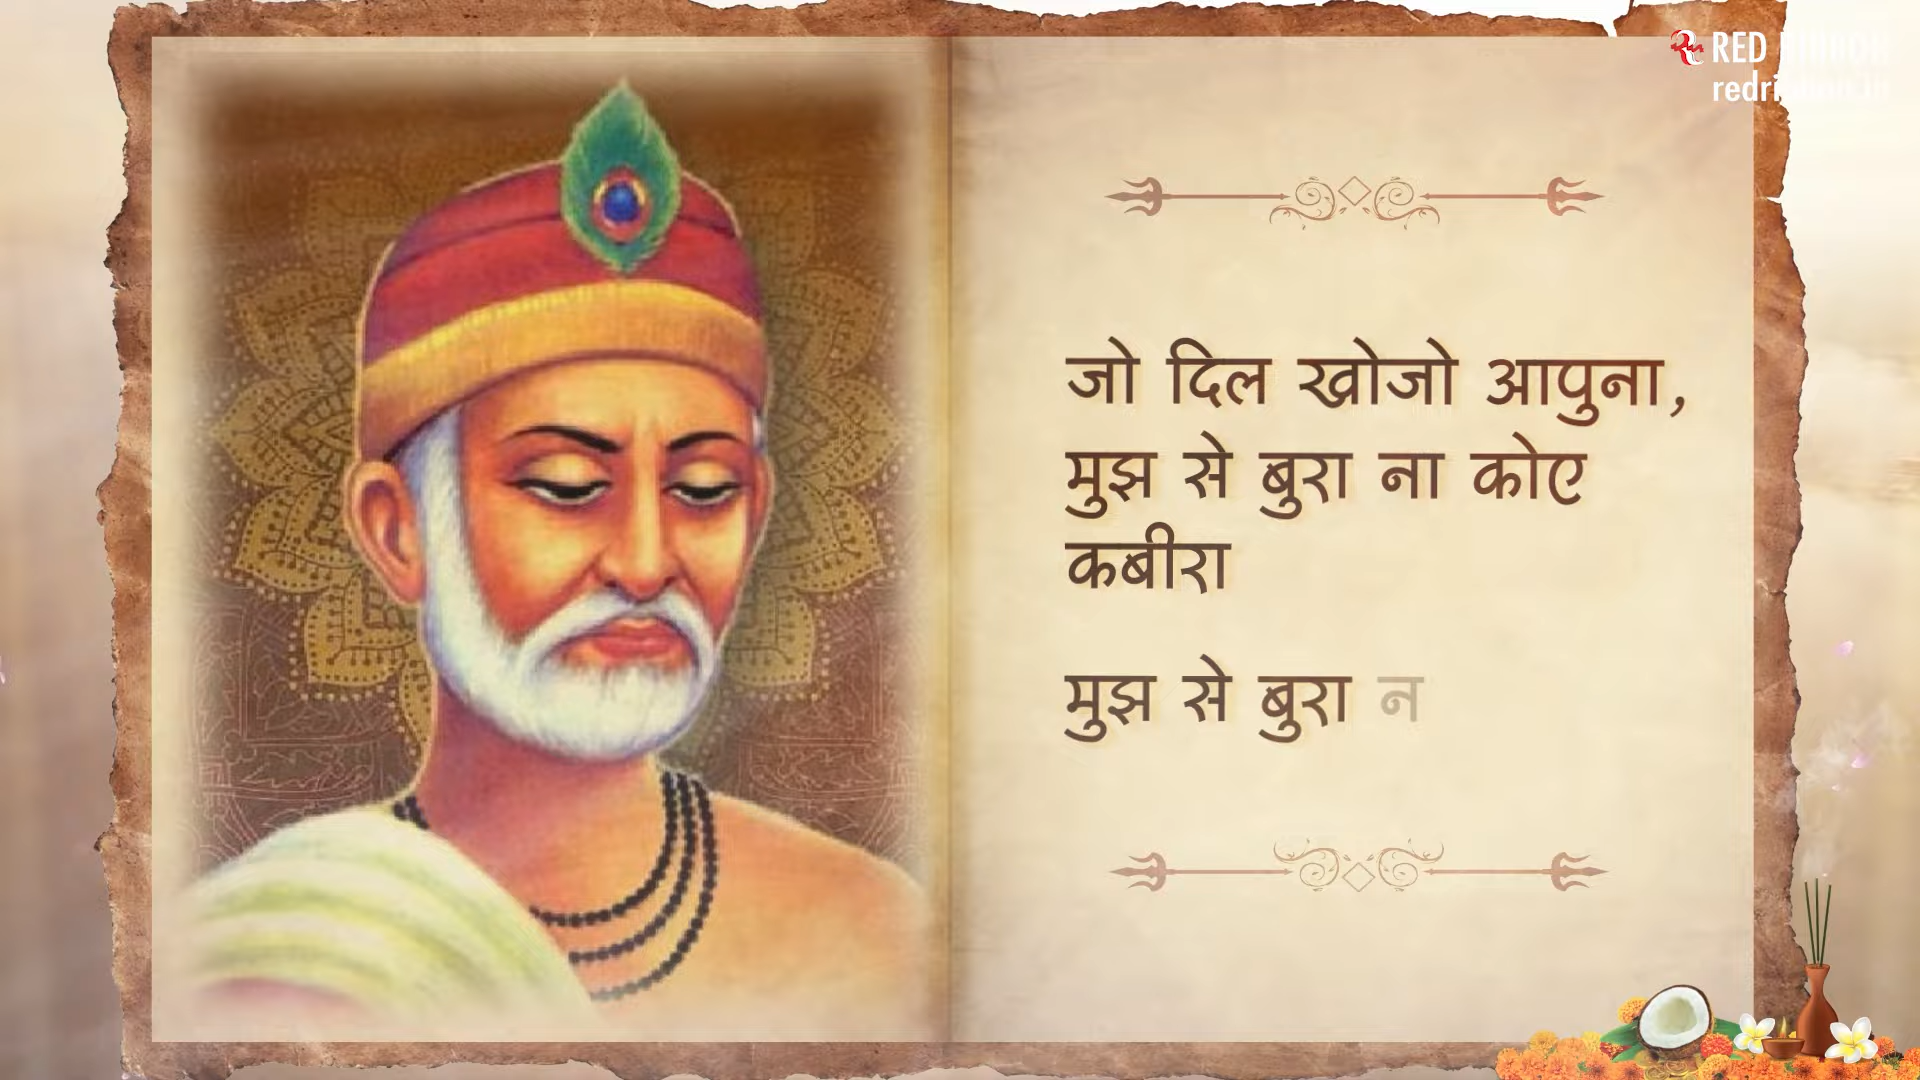 RED
जो दिल खोजो आपुना,
मुझ से बुरा ना कोए
कबीरा
मुझ से बुरा न